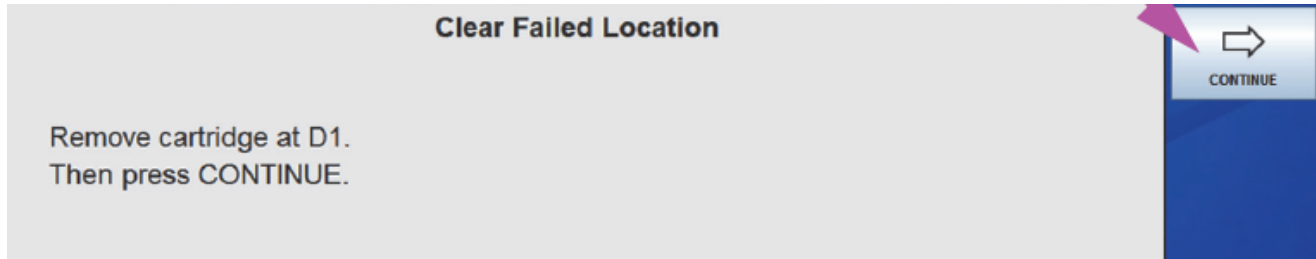 Clear Failed Location
CONTINUE
Remove cartridge at D1.
Then press CONTINUE.